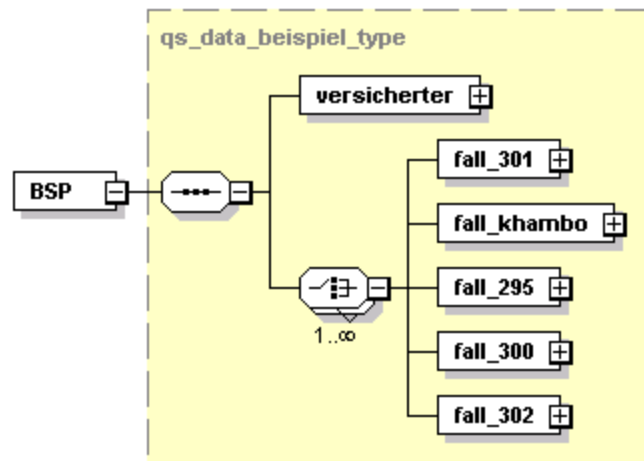 qs_data_beispiel_type
versicherter
BSP
fall_301
fall_khambo
fall_295
1..∞
fall_300
fall_302